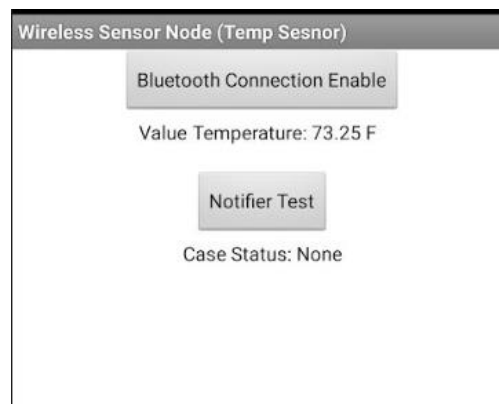 Wireless Sensor Node (Temp Sesnor)
Bluetooth Connection Enable
Value Temperature: 73.25 F
Notifier Test
Case Status: None